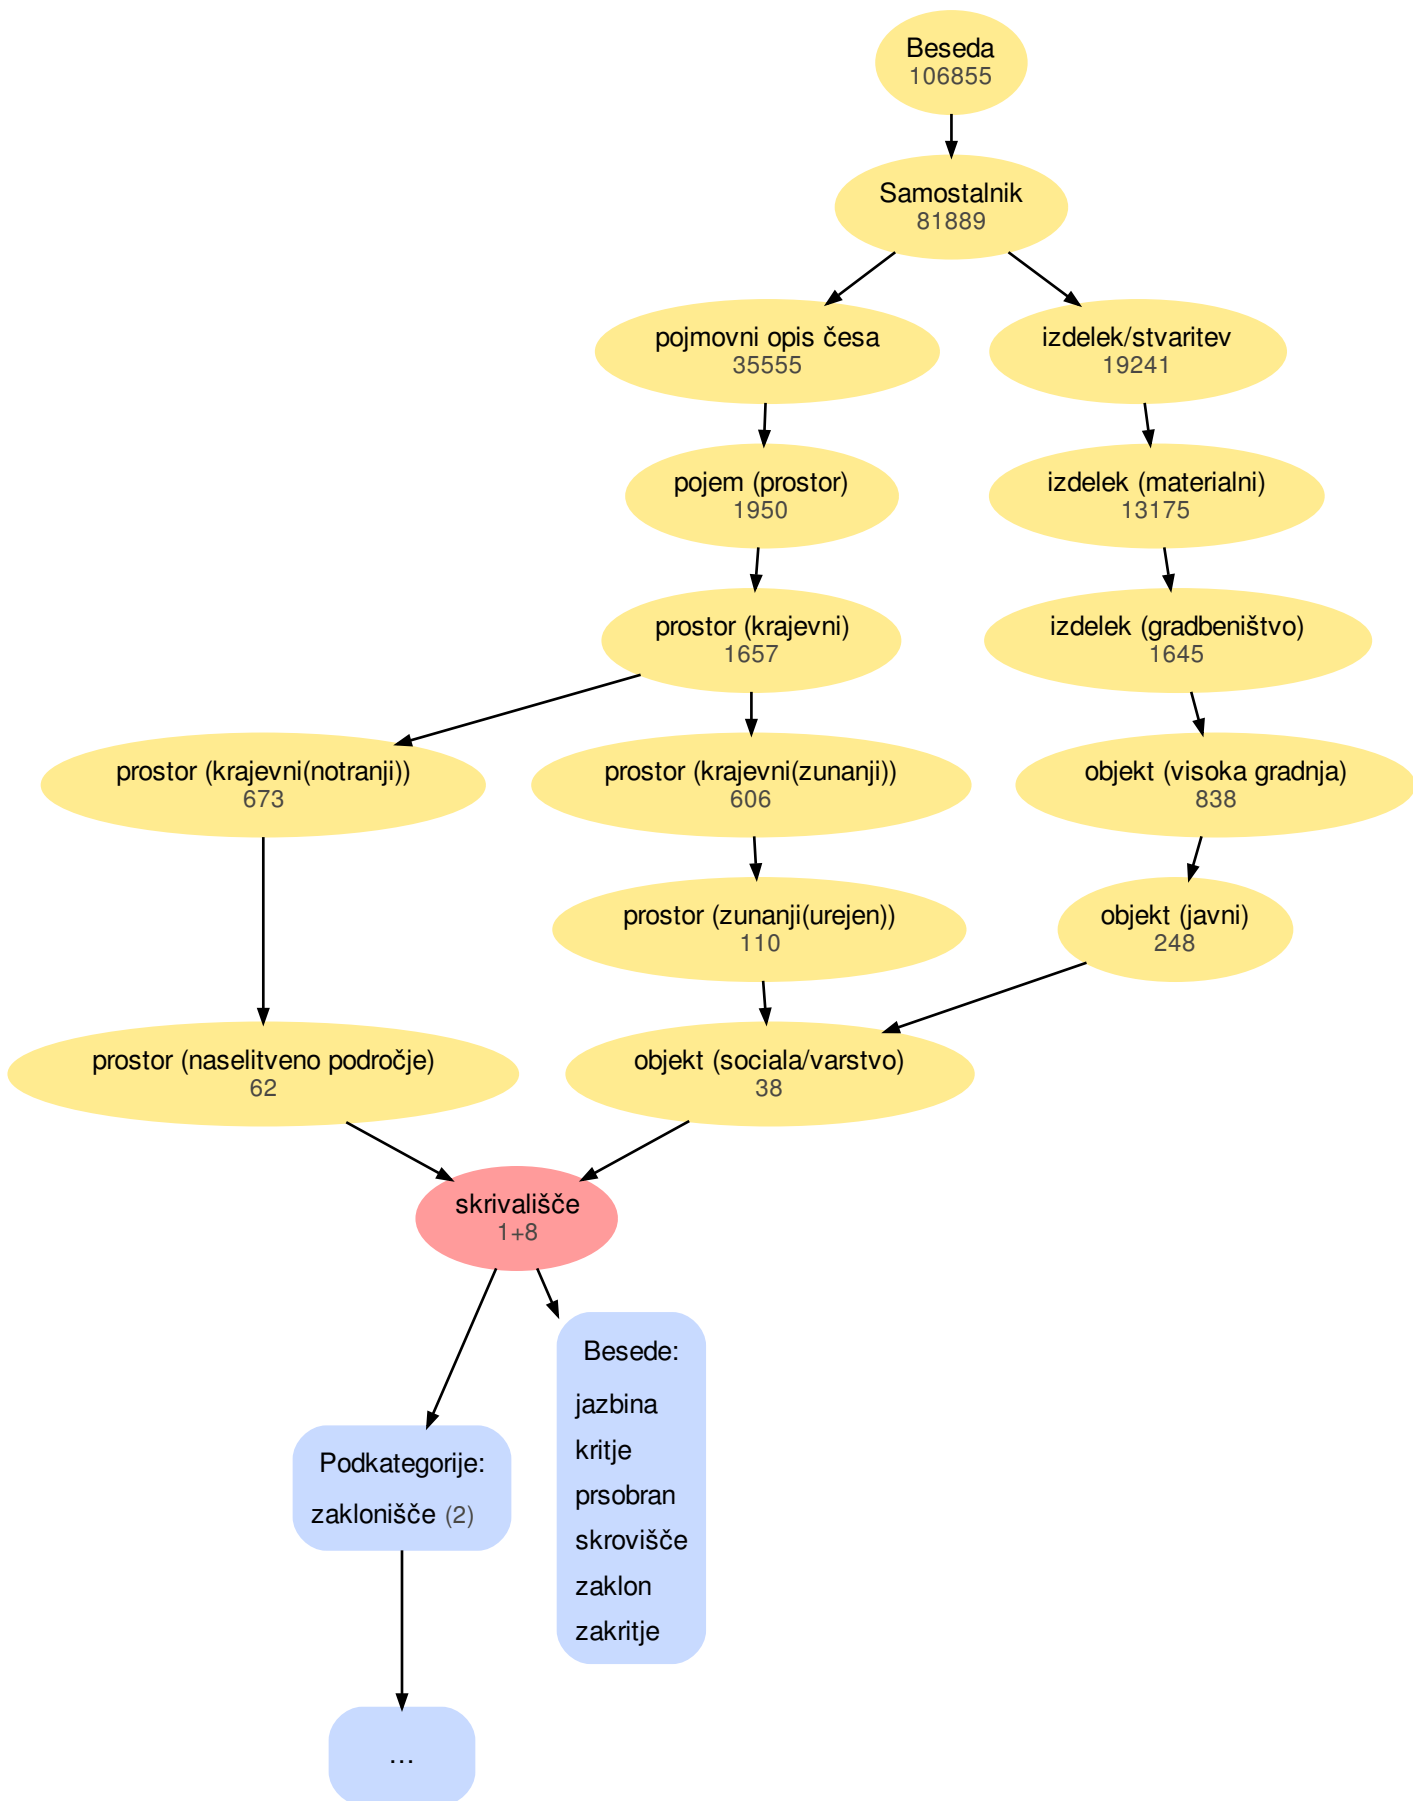 Beseda
106855
Samostalnik
81889
pojmovni opis česa
35555
izdelek/stvaritev
19241
pojem (prostor)
1950
izdelek (materialni)
13175
prostor (krajevni)
1657
izdelek (gradbeništvo)
1645
prostor (krajevni(notranji))
673
prostor (krajevni(zunanji))
606
objekt (visoka gradnja)
838
prostor (zunanji(urejen))
110
objekt (javni)
248
prostor (naselitveno področje)
62
objekt (sociala/varstvo)
38
skrivališče
1+8
Besede:
jazbina
kritje
prsobran
skrovišče
zaklon
zakritje
Podkategorije:
zaklonišče (2)
...